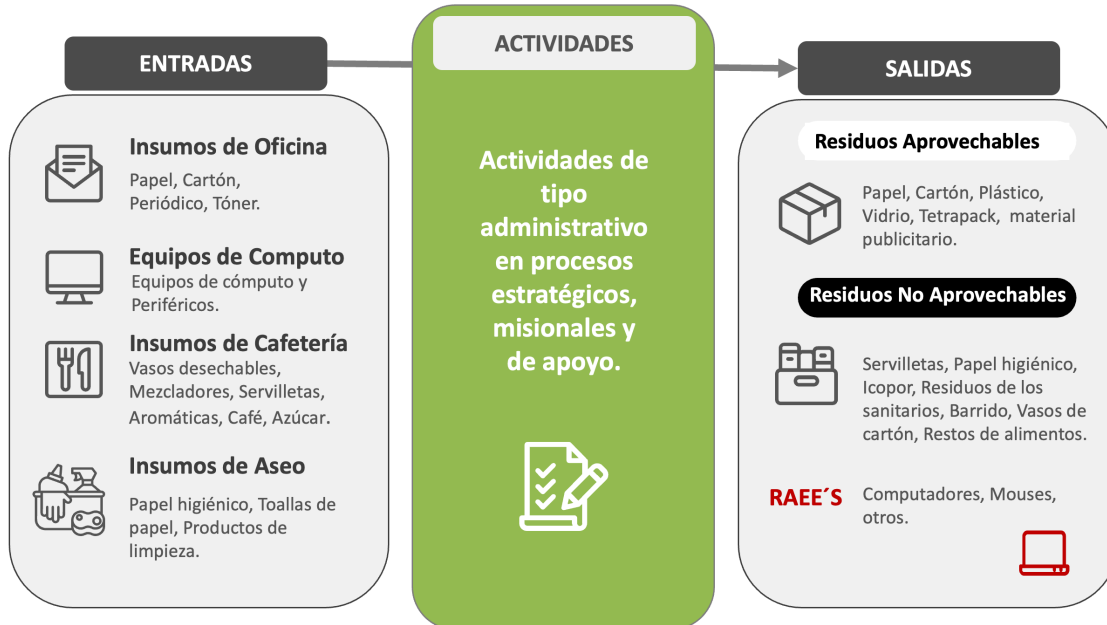 ENTRADAS
Insumos de Oficina
Papel, Cartón,
Periódico, Tóner.
Equipos de Computo
Equipos de cómputo y
Periféricos.
Insumos de Cafetería
Vasos desechables,
Mezcladores, Servilletas,
Aromáticas, Café, Azúcar.
Insumos de Aseo
Papel higiénico, Toallas de
papel, Productos de
limpieza.
ACTIVIDADES
Actividades de
tipo
administrativo
en procesos
estratégicos,
misionales y
de apoyo.
SALIDAS
Residuos Aprovechables
Papel, Cartón, Plástico,
Vidrio, Tetrapack, material
publicitario.
Residuos No Aprovechables
Servilletas, Papel higiénico,
Icopor, Residuos de los
sanitarios, Barrido, Vasos de
cartón, Restos de alimentos.
RAEE´S
Computadores, Mouses,
otros.